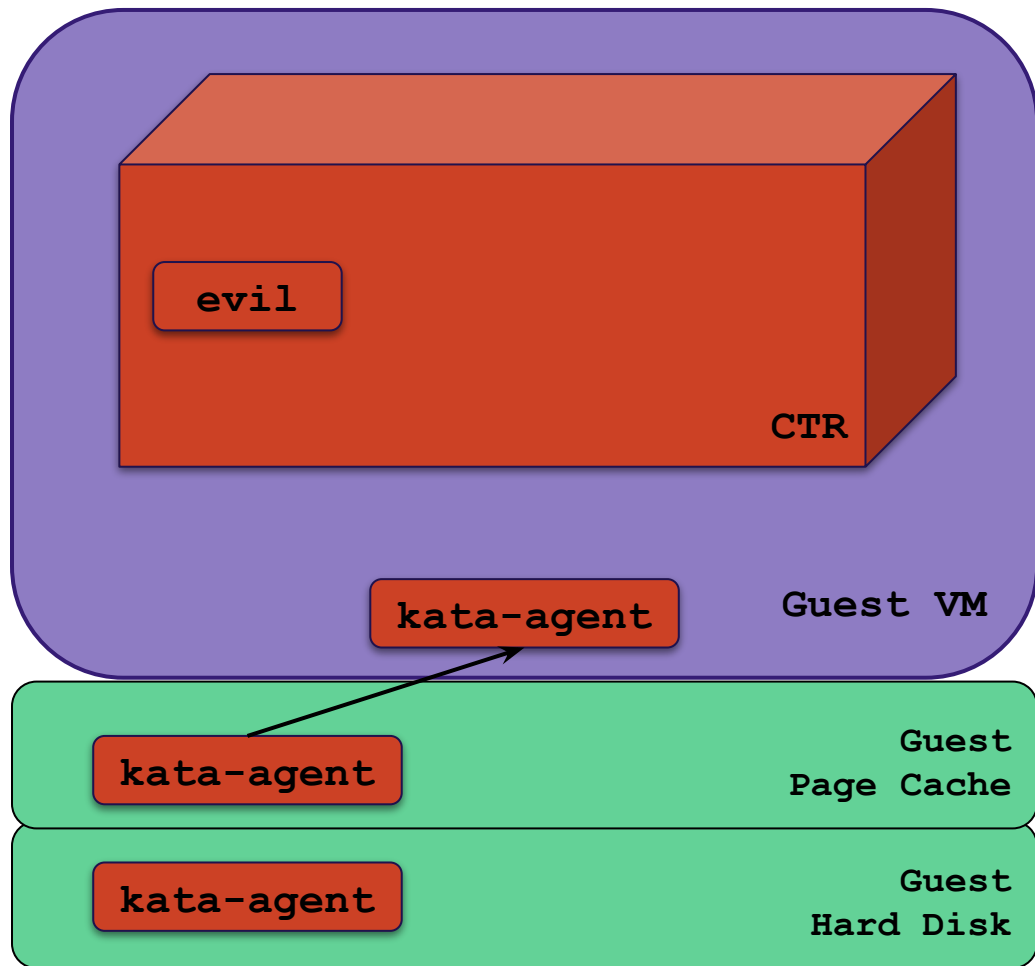 evil
CTR
kata-agent
Guest VM
kata-agent
Guest
Page Cache
kata-agent
Guest
Hard Disk